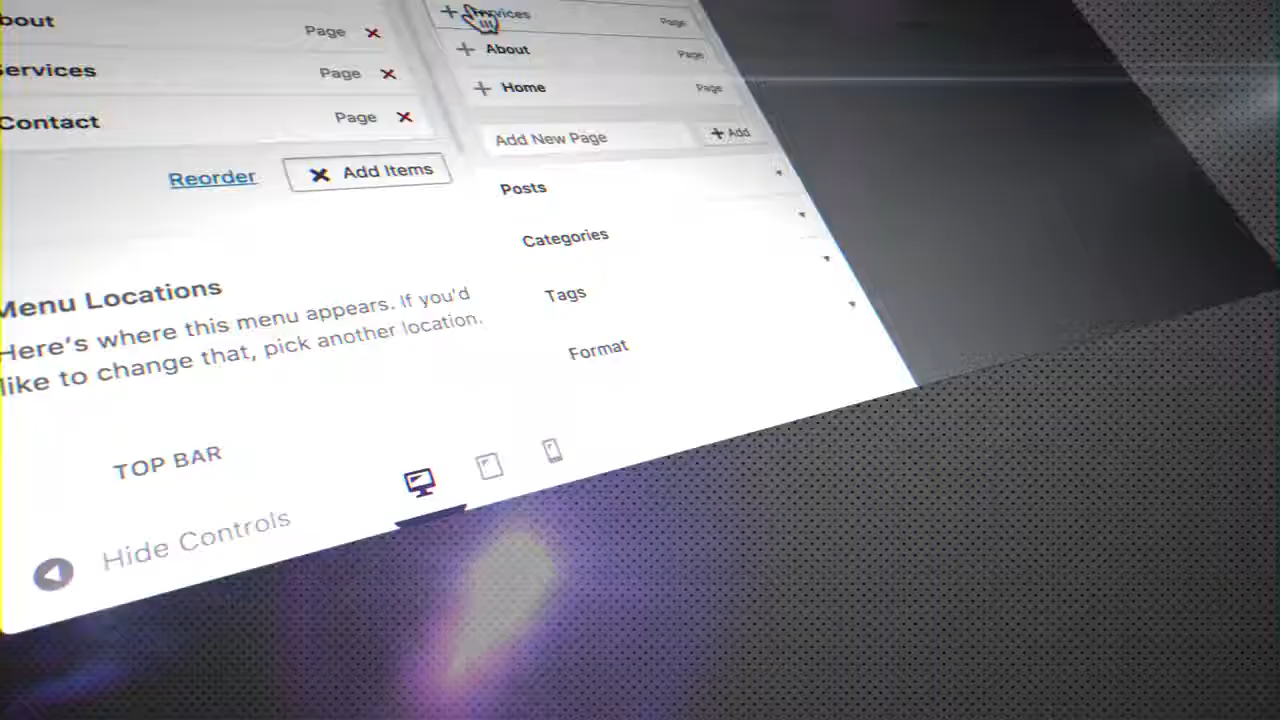 bout Page
ervices Page
Contact Page
Reorder Add Items
Menu Locations
Here's where this menu appears. If you'd
like to change that, pick another location.
TOP BAR
Hide Controls
Services Page
About Page
Home Page
Add New Page Add
Posts
Categories
Tags
Format